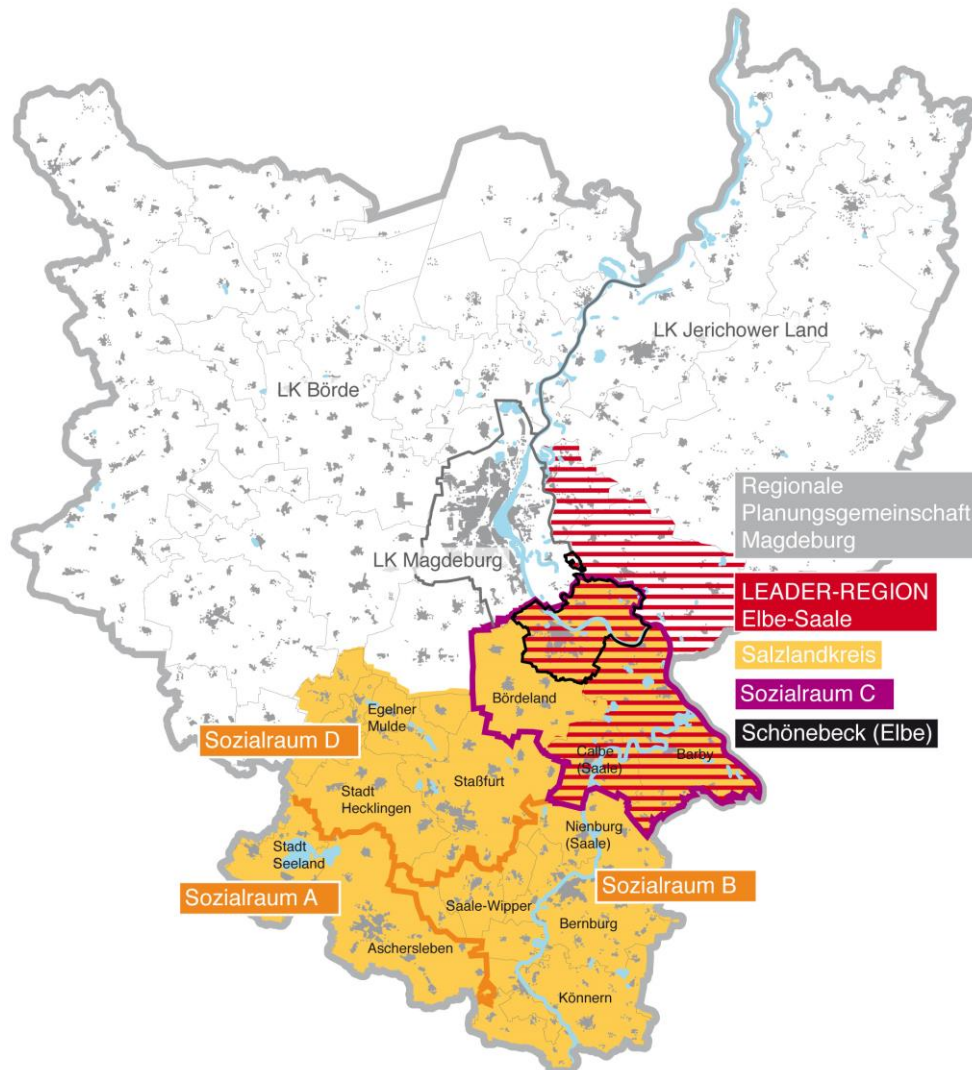 LK Jerichower Land
LK Börde
LK Magdeburg
Regionale
Planungsgemeinschaft
Magdeburg
LEADER-REGION
Elbe-Saale
Salzlandkreis
Sozialraum C
Schönebeck (Elbe)
Bördeland
Egelner
Mulde
Sozialraum D
Calbe
(Saale)
Barby
Staßfurt
Stadt
Hecklingen
Nienburg
(Saale)
Stadt
Seeland
Sozialraum A
Sozialraum B
Saale-Wipper
Bernburg
Aschersleben
Könnern